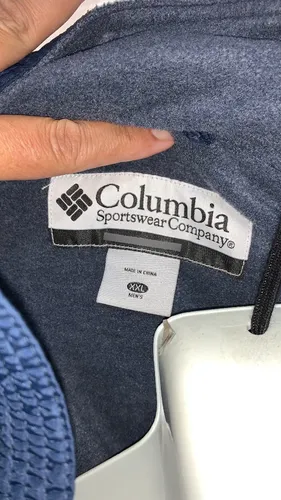 Columbia
Sportswear Company®
MADE IN CHINA
XXL
MEN'S